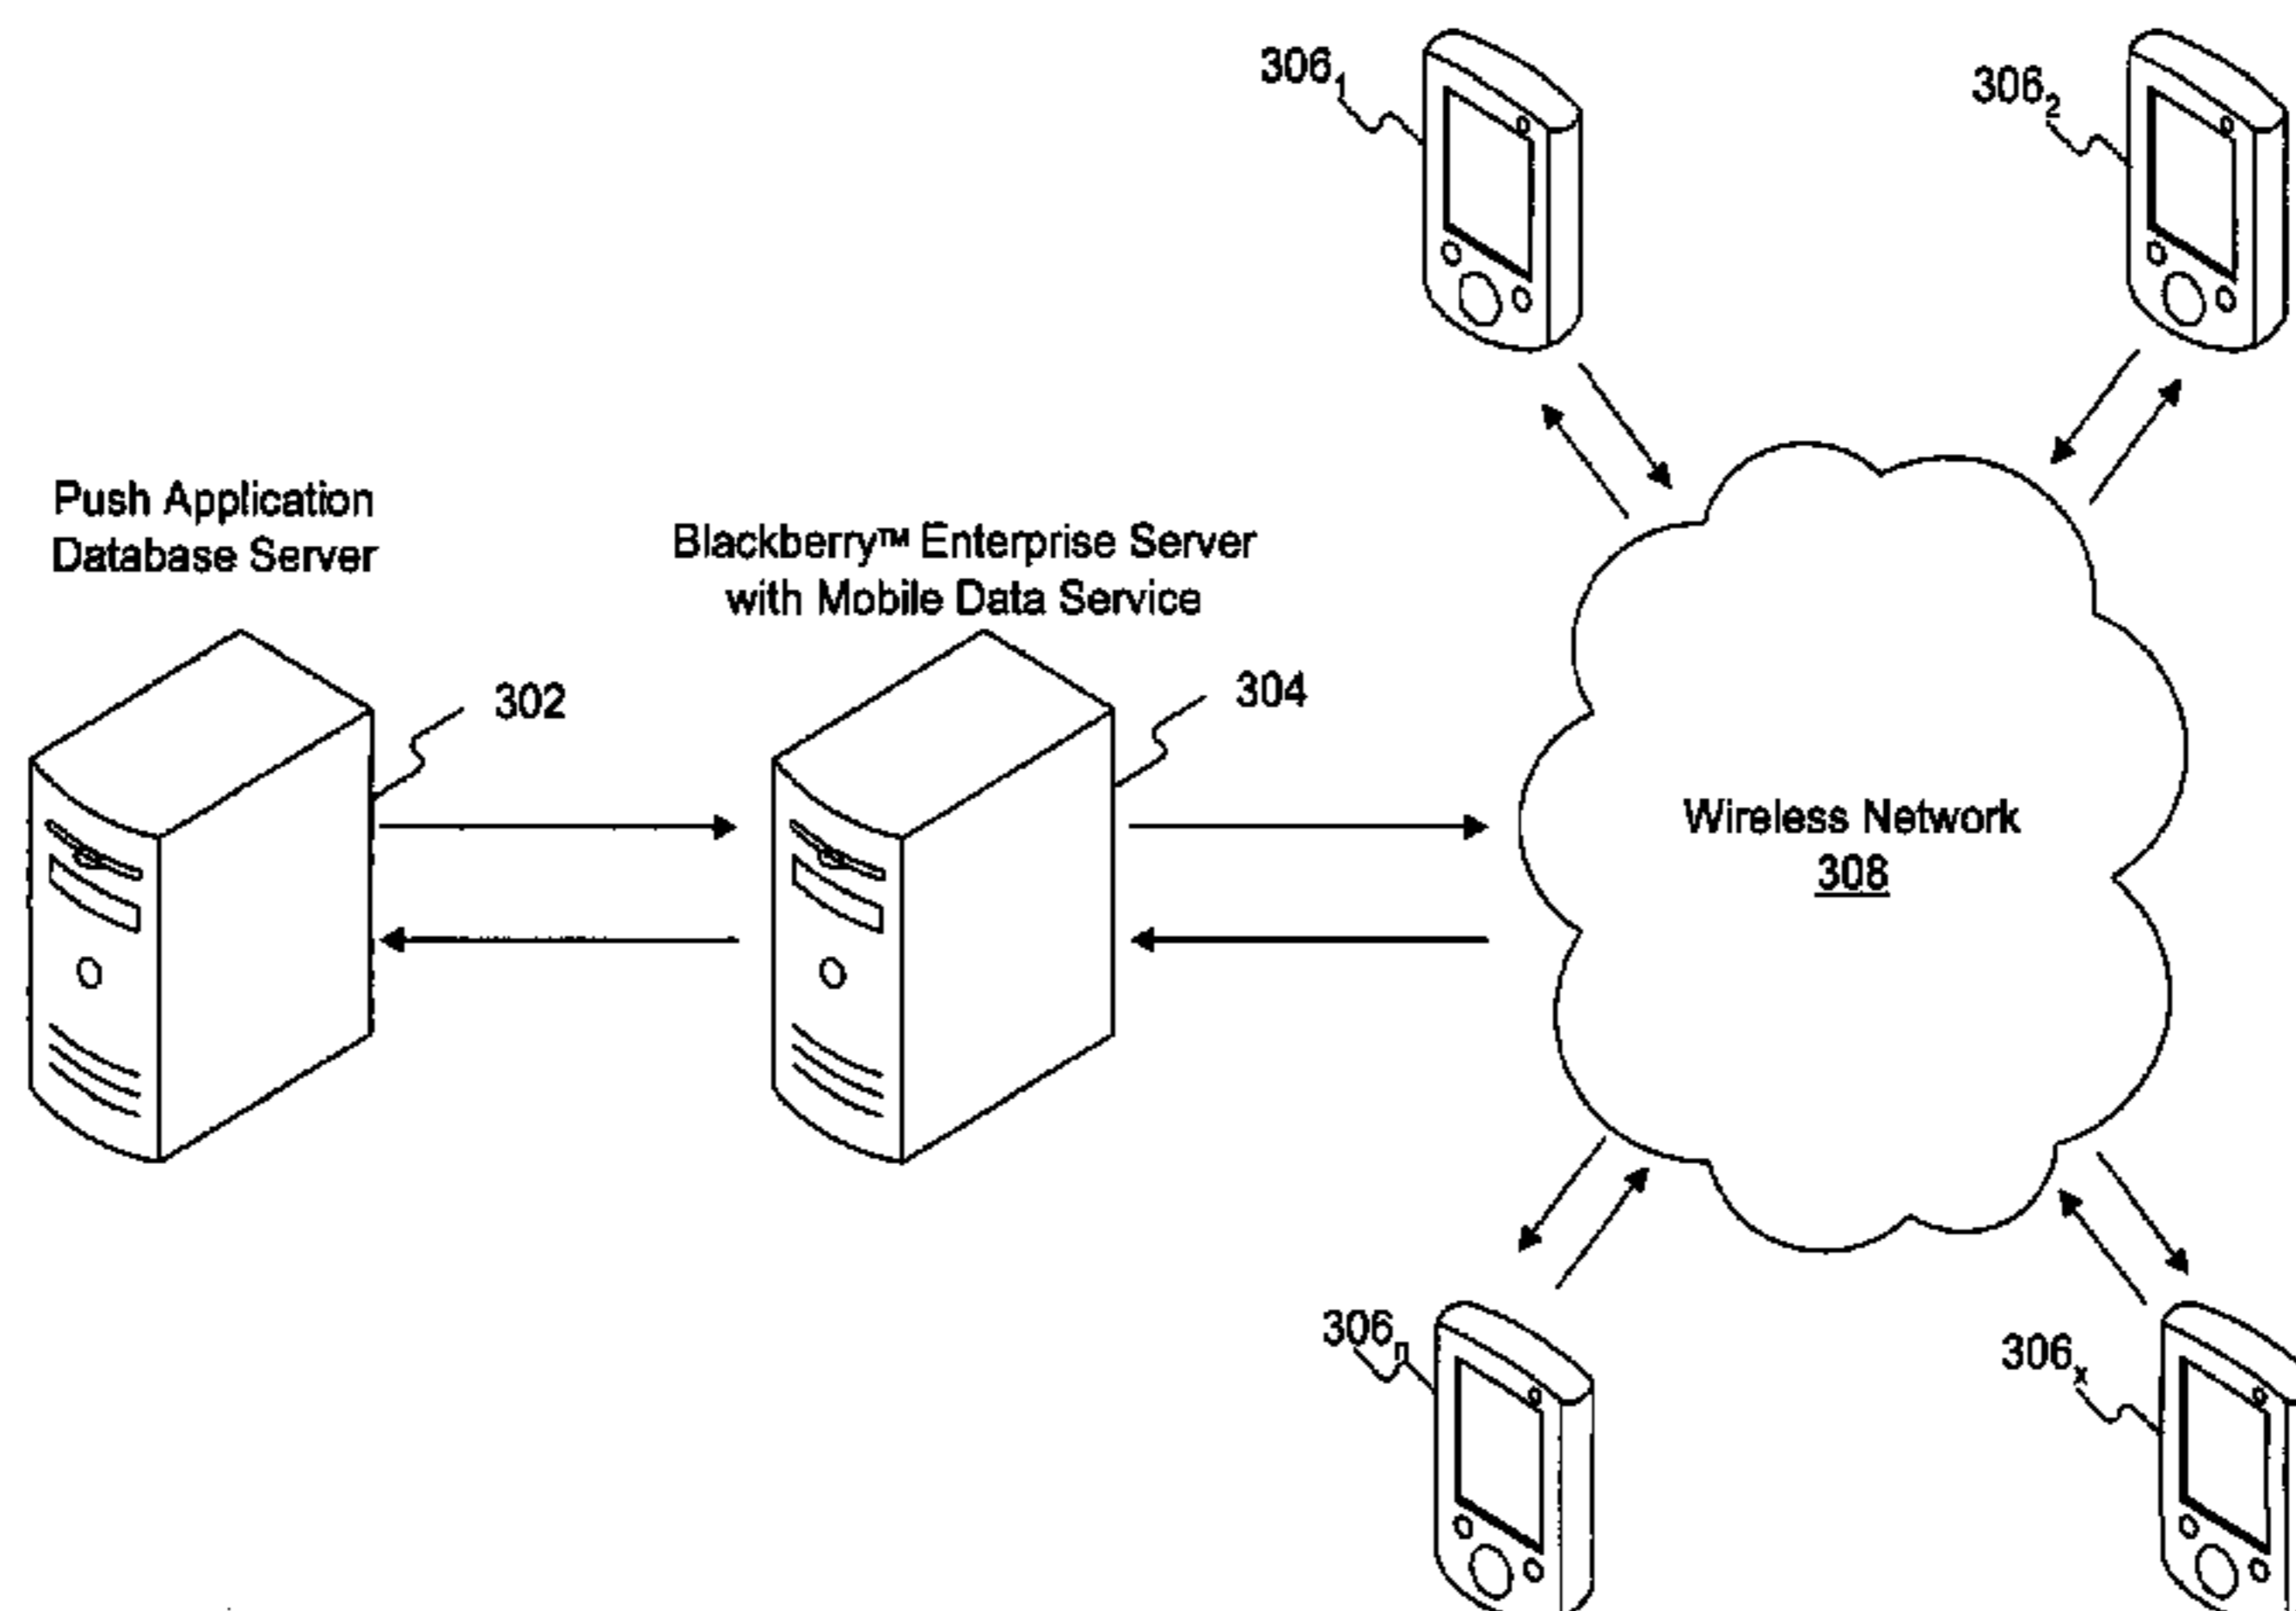 306₁
306₂
Push Application
Database Server
Blackberry™ Enterprise Server
with Mobile Data Service
302
304
Wireless Network
308
306ₙ
306ₓ